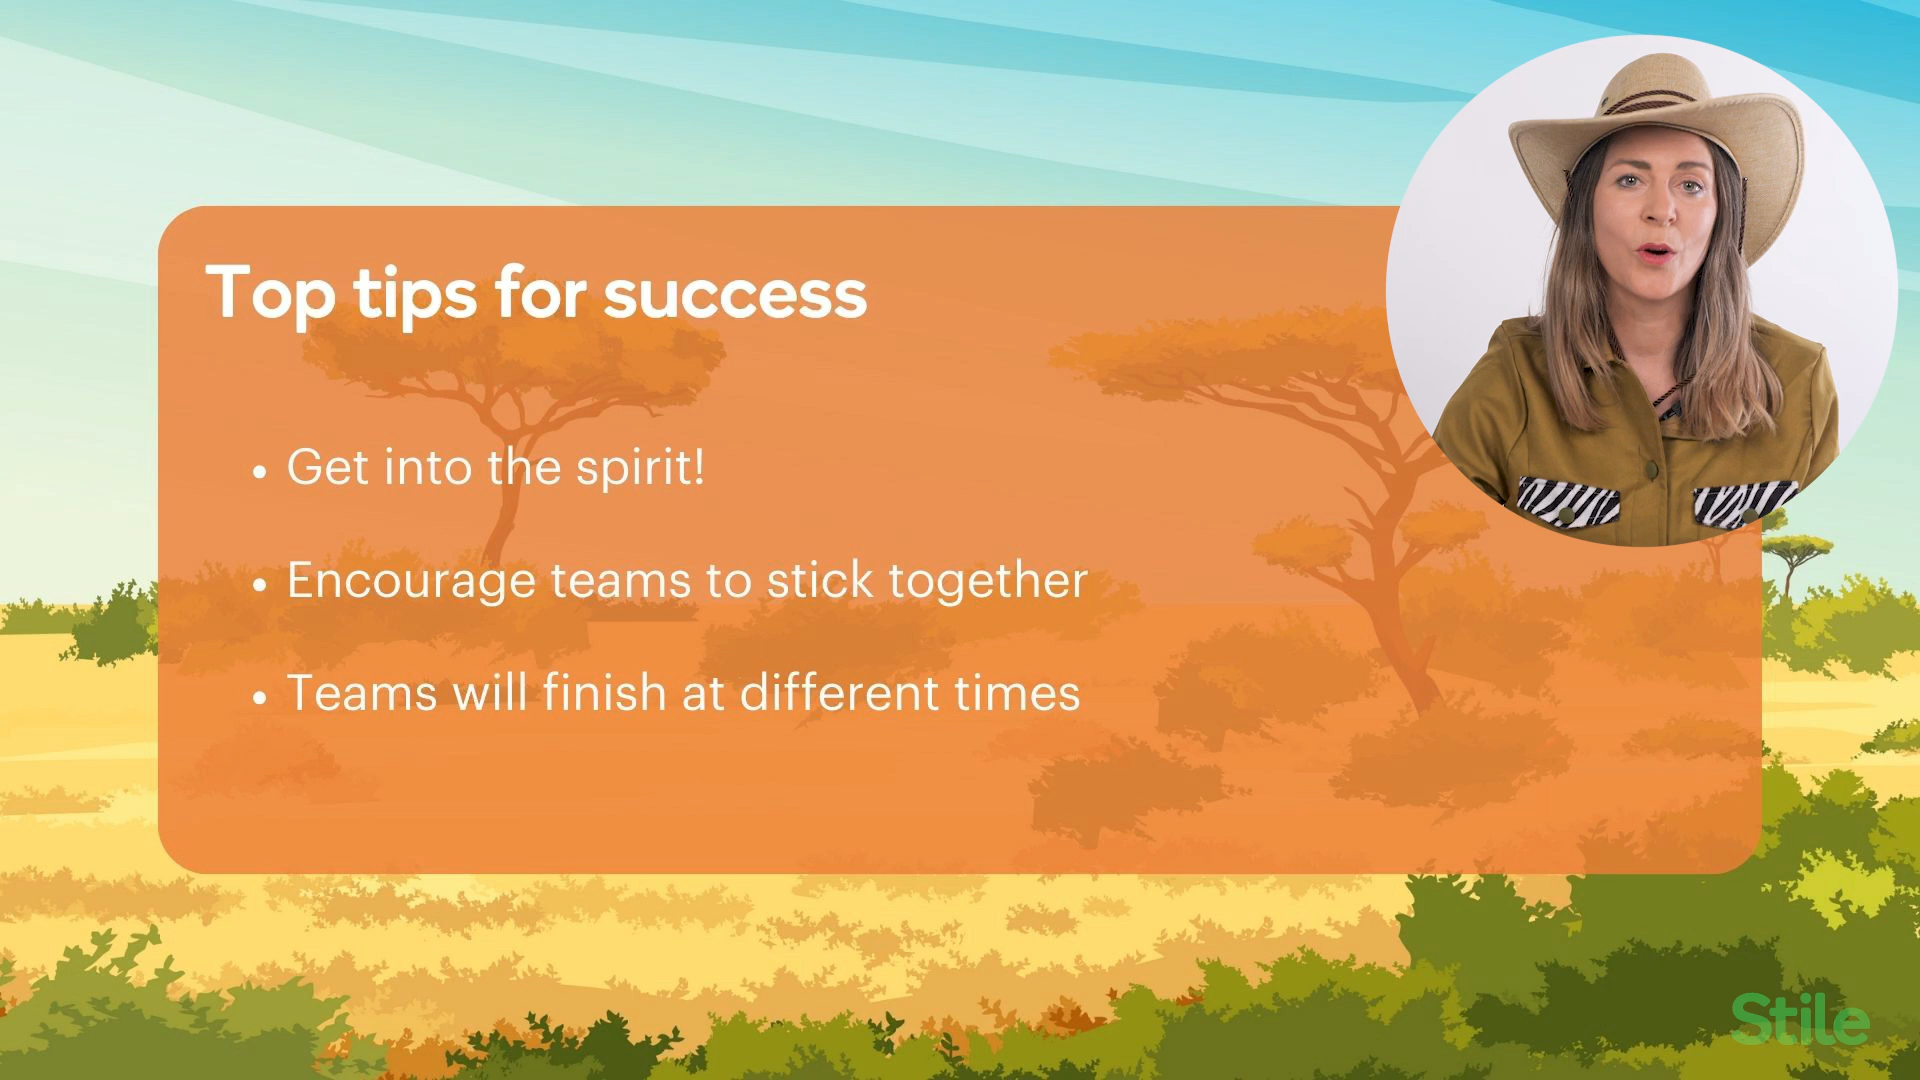 Top tips for success
• Get into the spirit!
• Encourage teams to stick together
• Teams will finish at different times
Stile